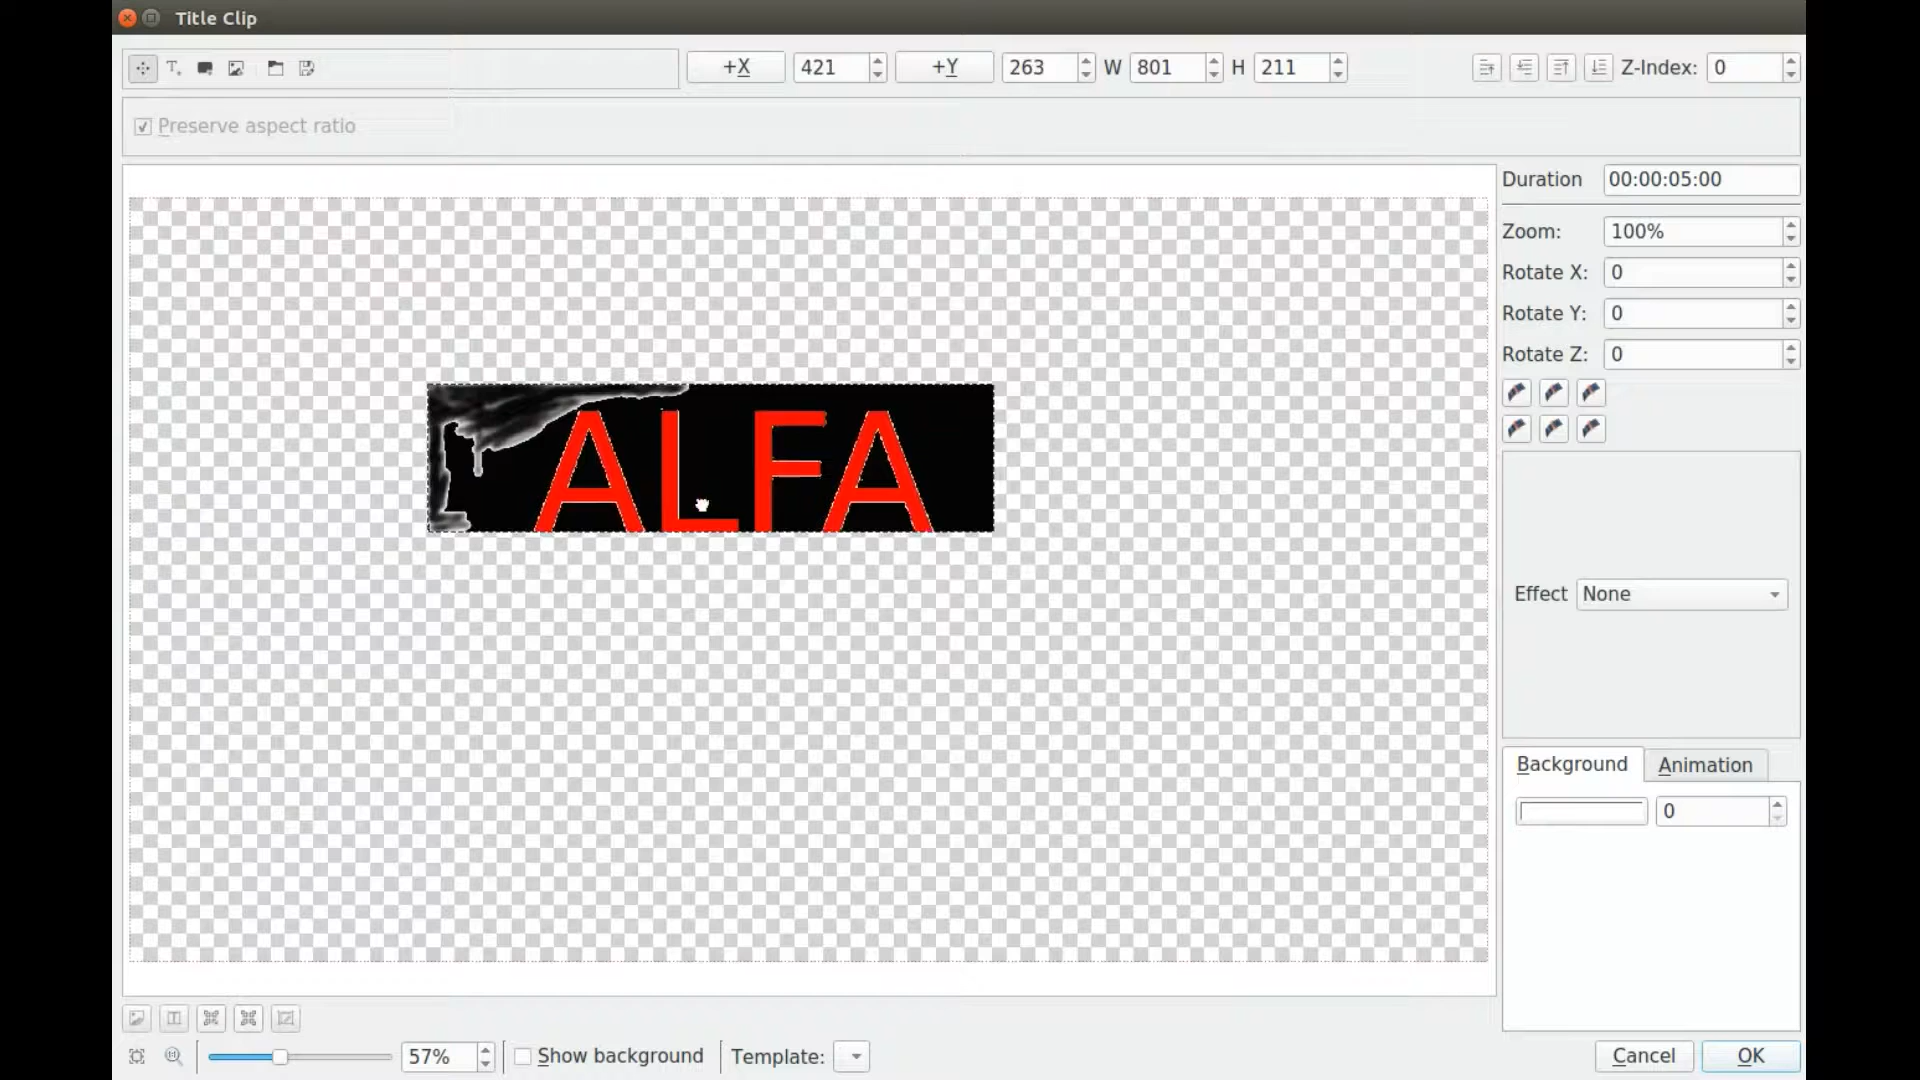 Title Clip
+X 421 +Y 263 W 801 H 211 Z-Index: 0
Preserve aspect ratio
Duration 00:00:05:00
Zoom: 100%
Rotate X: 0
Rotate Y: 0
Rotate Z: 0
ALFA
Effect None
Background Animation
0
57% Show background Template:
Cancel OK